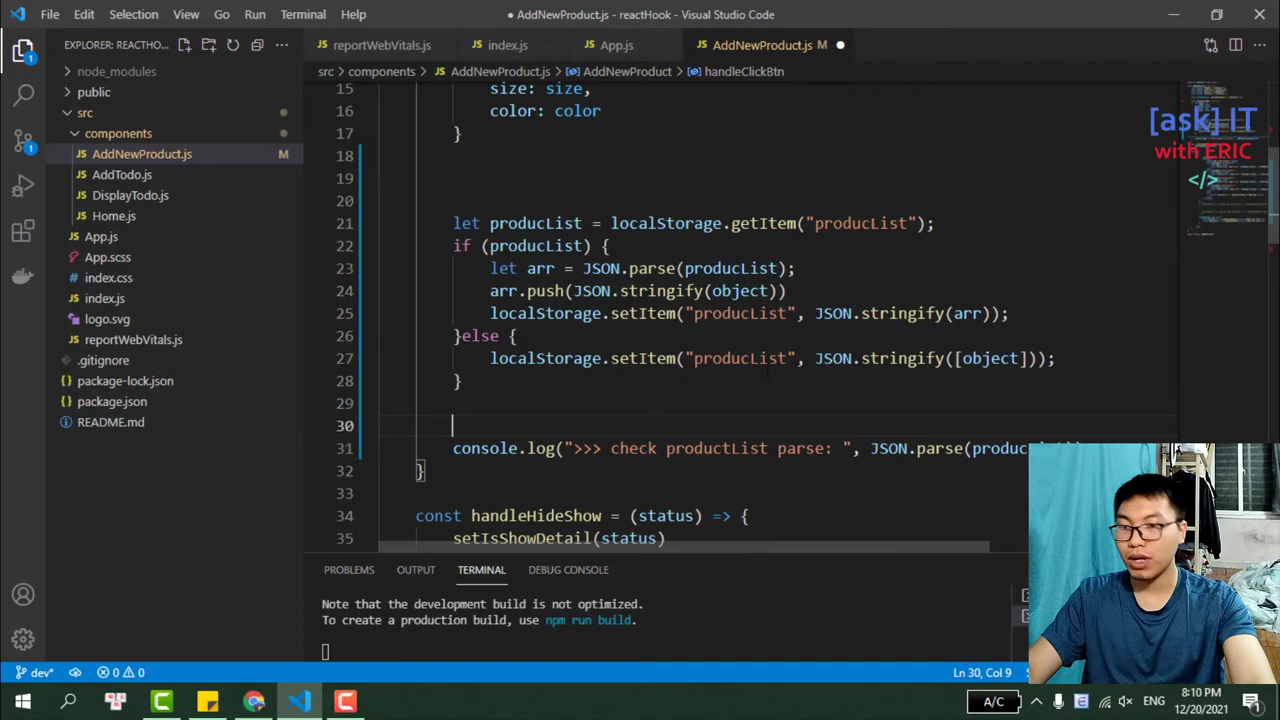 File Edit Selection View Go Run Terminal Help
● AddNewProduct.js - reactHook - Visual Studio Code
EXPLORER: REACTHO...
reportWebVitals.js
index.js
App.js
AddNewProduct.js M
node_modules
public
src
components
AddNewProduct.js M
AddTodo.js
DisplayTodo.js
Home.js
App.js
App.scss
index.css
index.js
logo.svg
reportWebVitals.js
.gitignore
package-lock.json
package.json
README.md
src > components > AddNewProduct.js > AddNewProduct > handleClickBtn
15 size: size,
16 color: color
17 }
18
19
20
21 let producList = localStorage.getItem("producList");
22 if (producList) {
23 let arr = JSON.parse(producList);
24 arr.push(JSON.stringify(object))
25 localStorage.setItem("producList", JSON.stringify(arr));
26 }else {
27 localStorage.setItem("producList", JSON.stringify([object]));
28 }
29
30
31 console.log(">>> check productList parse: ", JSON.parse(
32 }
33
34 const handleHideShow = (status) => {
35 setIsShowDetail(status)
[ask] IT
with ERIC
</>
PROBLEMS OUTPUT TERMINAL DEBUG CONSOLE
Note that the development build is not optimized.
To create a production build, use npm run build.
dev* 0 0
Ln 30, Col 9
A/C
ENG
8:10 PM
12/20/2021